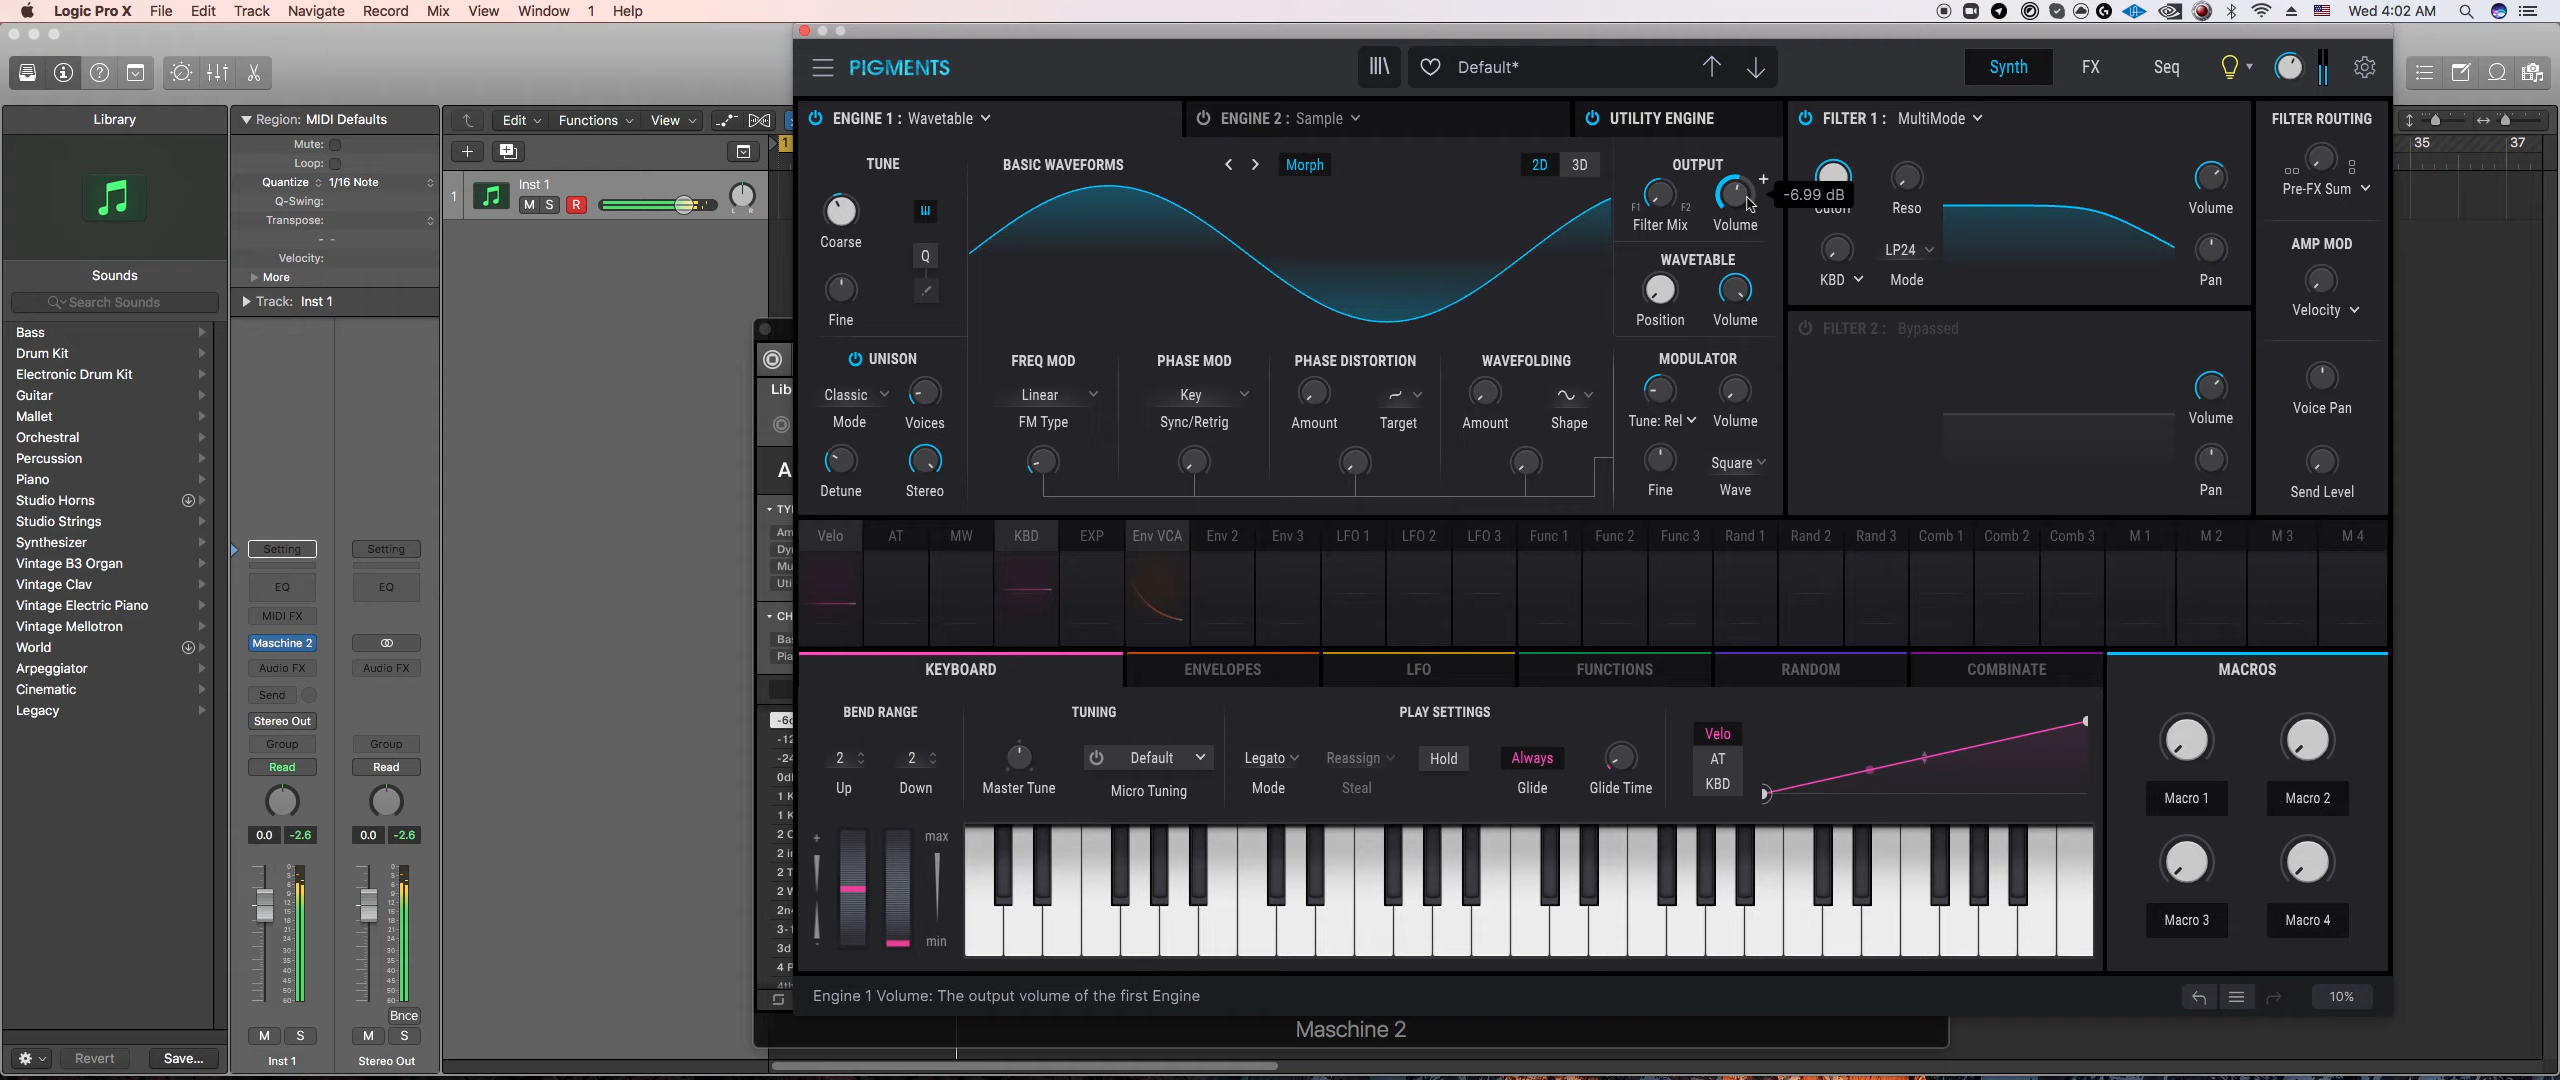 Logic Pro X File Edit Track Navigate Record Mix View Window 1 Help
Wed 4:02 AM
PIGMENTS
Default*
Synth FX Seq
Library
Region: MIDI Defaults
Mute:
Loop:
Quantize 1/16 Note
Q-Swing:
Transpose:
Velocity:
More
Track: Inst 1
Edit Functions View
1
Inst 1
M S R
L R
1
35 37
Sounds
Search Sounds
Bass
Drum Kit
Electronic Drum Kit
Guitar
Mallet
Orchestral
Percussion
Piano
Studio Horns
Studio Strings
Synthesizer
Vintage B3 Organ
Vintage Clav
Vintage Electric Piano
Vintage Mellotron
World
Arpeggiator
Cinematic
Legacy
Revert Save...
Setting Setting
EQ EQ
MIDI FX
Maschine 2
Audio FX Audio FX
Send
Stereo Out
Group Group
Read Read
0.0 -2.6 0.0 -2.6
Bnce
M S M S
Inst 1 Stereo Out
ENGINE 1 : Wavetable
ENGINE 2 : Sample
UTILITY ENGINE
FILTER 1 : MultiMode
FILTER ROUTING
TUNE
Coarse
Fine
Q
BASIC WAVEFORMS
Morph
2D 3D
OUTPUT
-6.99 dB
F1 F2
Filter Mix Volume
WAVETABLE
Position Volume
MODULATOR
Tune: Rel Volume
Square
Fine Wave
UNISON
Classic
Mode Voices
Detune Stereo
FREQ MOD
Linear
FM Type
PHASE MOD
Key
Sync/Retrig
PHASE DISTORTION
Amount Target
WAVEFOLDING
Amount Shape
Cutoff Reso Volume
LP24
KBD Mode Pan
FILTER 2 : Bypassed
Volume
Pan
Pre-FX Sum
AMP MOD
Velocity
Voice Pan
Send Level
Lib
A
Velo AT MW KBD EXP Env VCA Env 2 Env 3 LFO 1 LFO 2 LFO 3 Func 1 Func 2 Func 3 Rand 1 Rand 2 Rand 3 Comb 1 Comb 2 Comb 3 M 1 M 2 M 3 M 4
KEYBOARD ENVELOPES LFO FUNCTIONS RANDOM COMBINATE MACROS
BEND RANGE
2 2
Up Down
TUNING
Default
Master Tune Micro Tuning
PLAY SETTINGS
Legato Reassign Hold Always
Mode Steal Glide Glide Time
Velo
AT
KBD
max
min
Macro 1 Macro 2
Macro 3 Macro 4
Engine 1 Volume: The output volume of the first Engine
10%
Maschine 2